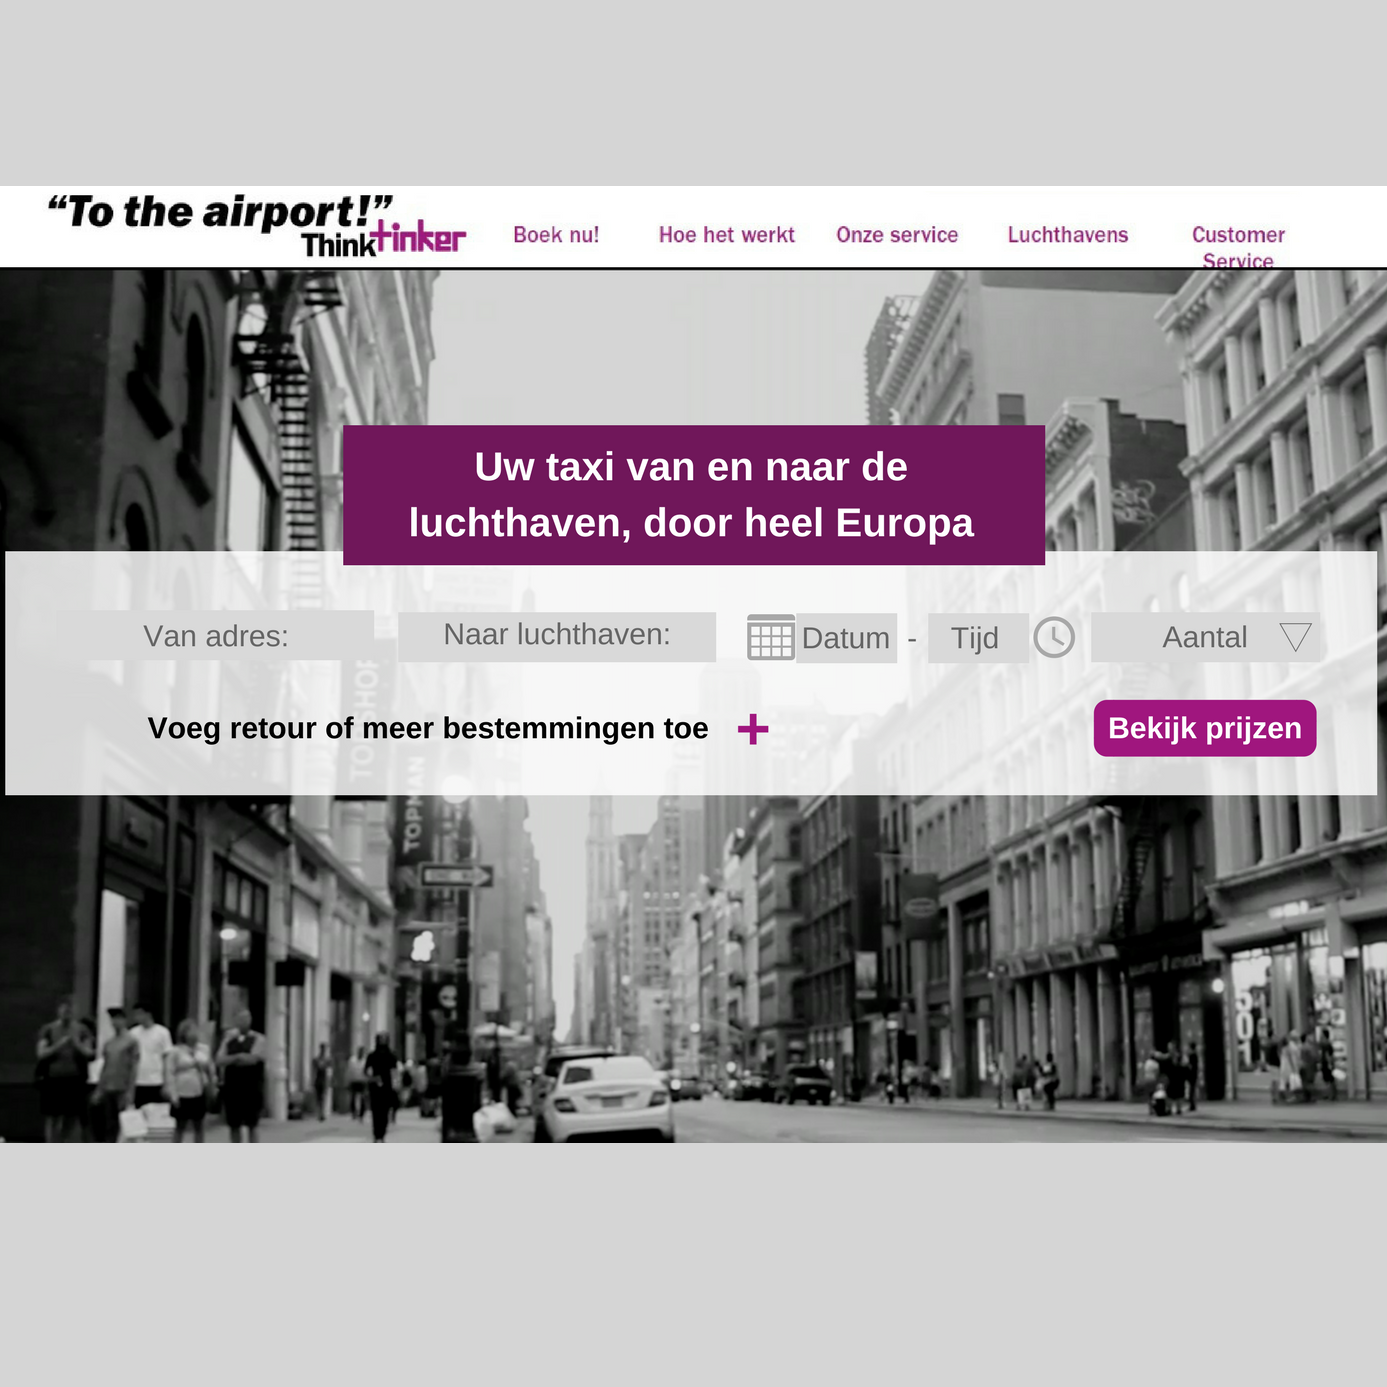 “To the airport!”
Thinktinker
Boek nu!
Hoe het werkt
Onze service
Luchthavens
Customer
Service
Uw taxi van en naar de
luchthaven, door heel Europa
Van adres:
Naar luchthaven:
Datum - Tijd
Aantal
Voeg retour of meer bestemmingen toe +
Bekijk prijzen
TOPMAN
TOPSHOP